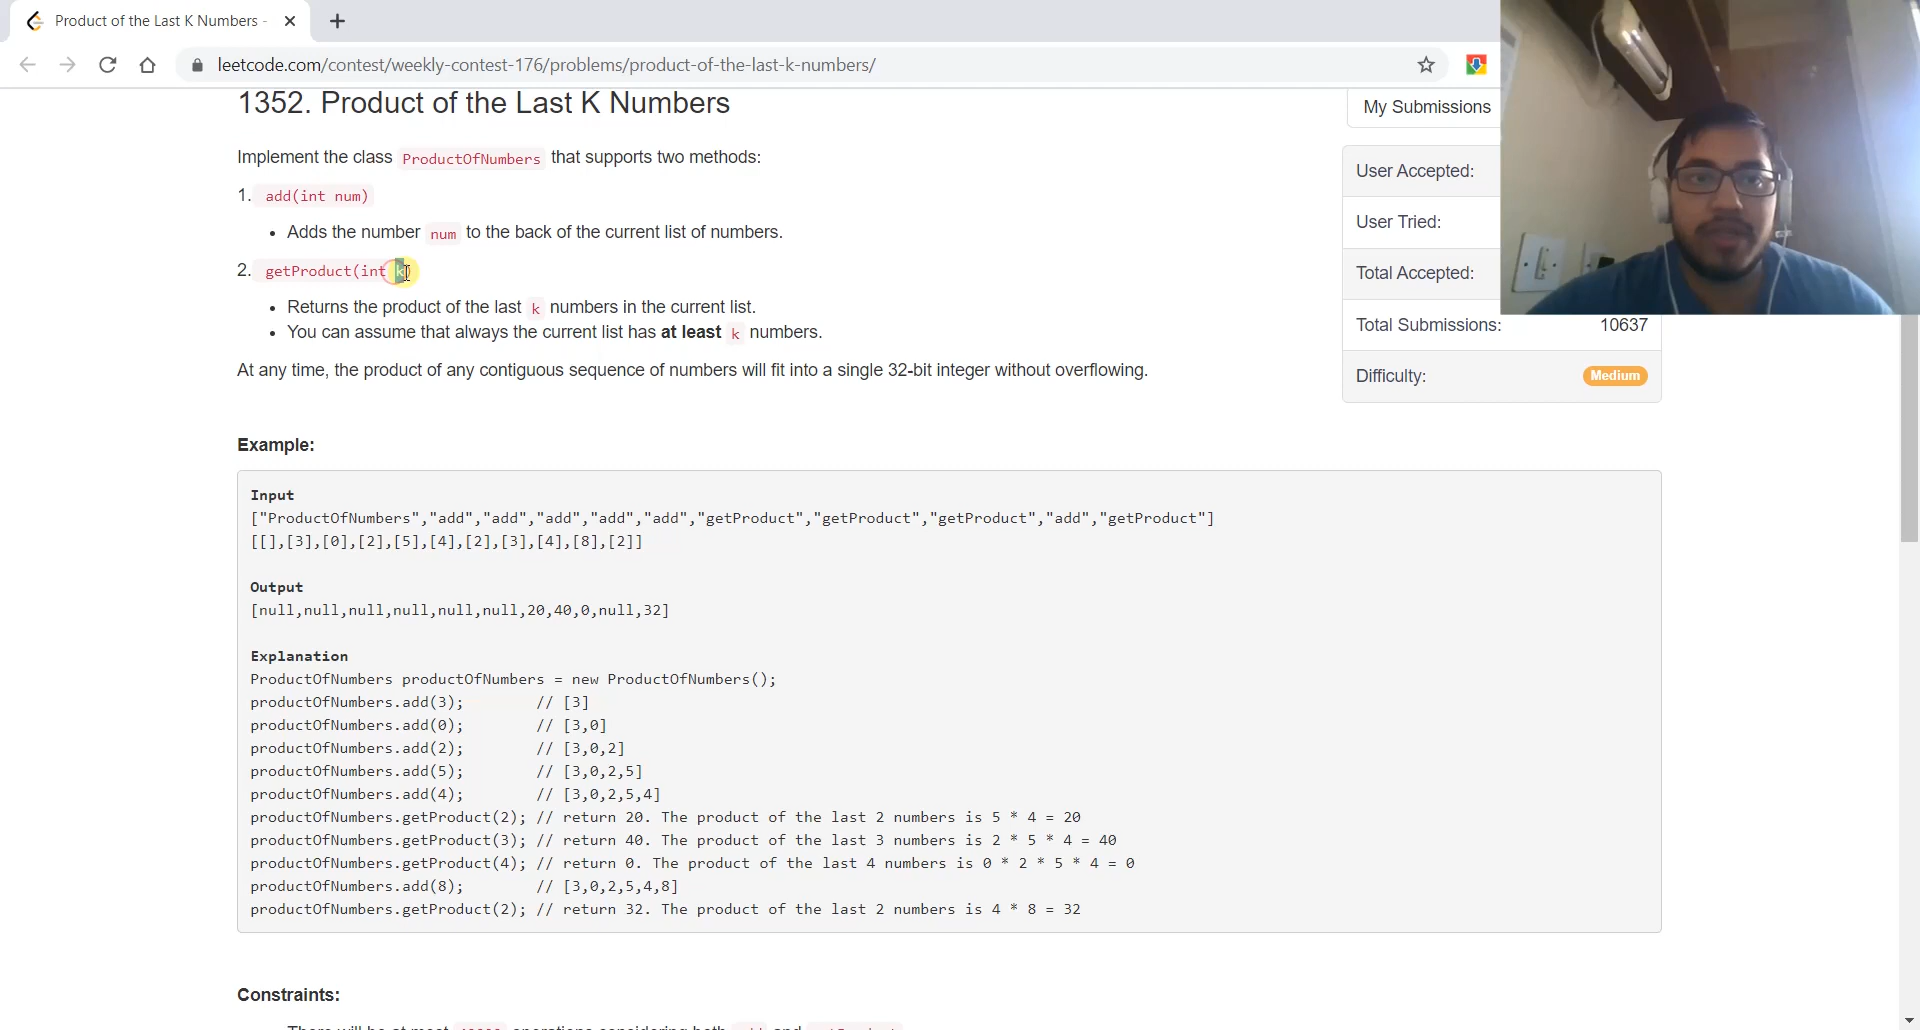 Product of the Last K Numbers -
leetcode.com/contest/weekly-contest-176/problems/product-of-the-last-k-numbers/
1352. Product of the Last K Numbers
My Submissions
Implement the class ProductOfNumbers that supports two methods:
1. add(int num)
• Adds the number num to the back of the current list of numbers.
2. getProduct(int k)
• Returns the product of the last k numbers in the current list.
• You can assume that always the current list has at least k numbers.
At any time, the product of any contiguous sequence of numbers will fit into a single 32-bit integer without overflowing.
User Accepted:
User Tried:
Total Accepted:
Total Submissions: 10637
Difficulty: Medium
Example:
Input
["ProductOfNumbers","add","add","add","add","add","getProduct","getProduct","getProduct","add","getProduct"]
[[],[3],[0],[2],[5],[4],[2],[3],[4],[8],[2]]
Output
[null,null,null,null,null,null,20,40,0,null,32]
Explanation
ProductOfNumbers productOfNumbers = new ProductOfNumbers();
productOfNumbers.add(3);        // [3]
productOfNumbers.add(0);        // [3,0]
productOfNumbers.add(2);        // [3,0,2]
productOfNumbers.add(5);        // [3,0,2,5]
productOfNumbers.add(4);        // [3,0,2,5,4]
productOfNumbers.getProduct(2); // return 20. The product of the last 2 numbers is 5 * 4 = 20
productOfNumbers.getProduct(3); // return 40. The product of the last 3 numbers is 2 * 5 * 4 = 40
productOfNumbers.getProduct(4); // return 0. The product of the last 4 numbers is 0 * 2 * 5 * 4 = 0
productOfNumbers.add(8);        // [3,0,2,5,4,8]
productOfNumbers.getProduct(2); // return 32. The product of the last 2 numbers is 4 * 8 = 32
Constraints: